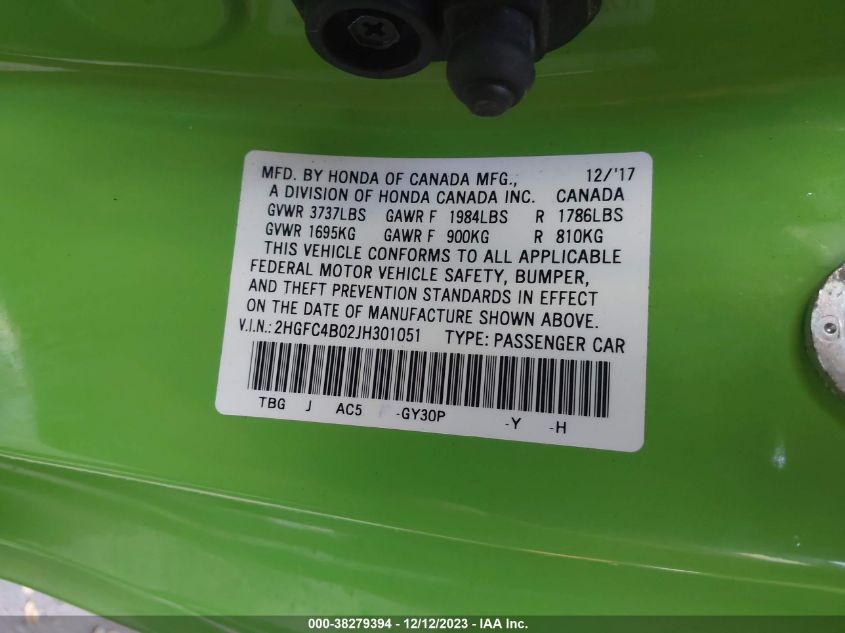 MFD. BY HONDA OF CANADA MFG., 12/'17
A DIVISION OF HONDA CANADA INC. CANADA
GVWR 3737LBS GAWR F 1984LBS R 1786LBS
GVWR 1695KG GAWR F 900KG R 810KG
THIS VEHICLE CONFORMS TO ALL APPLICABLE
FEDERAL MOTOR VEHICLE SAFETY, BUMPER,
AND THEFT PREVENTION STANDARDS IN EFFECT
ON THE DATE OF MANUFACTURE SHOWN ABOVE.
V.I.N.: 2HGFC4B02JH301051 TYPE: PASSENGER CAR
TBG J AC5 -GY30P -Y -H
000-38279394 - 12/12/2023 - IAA Inc.